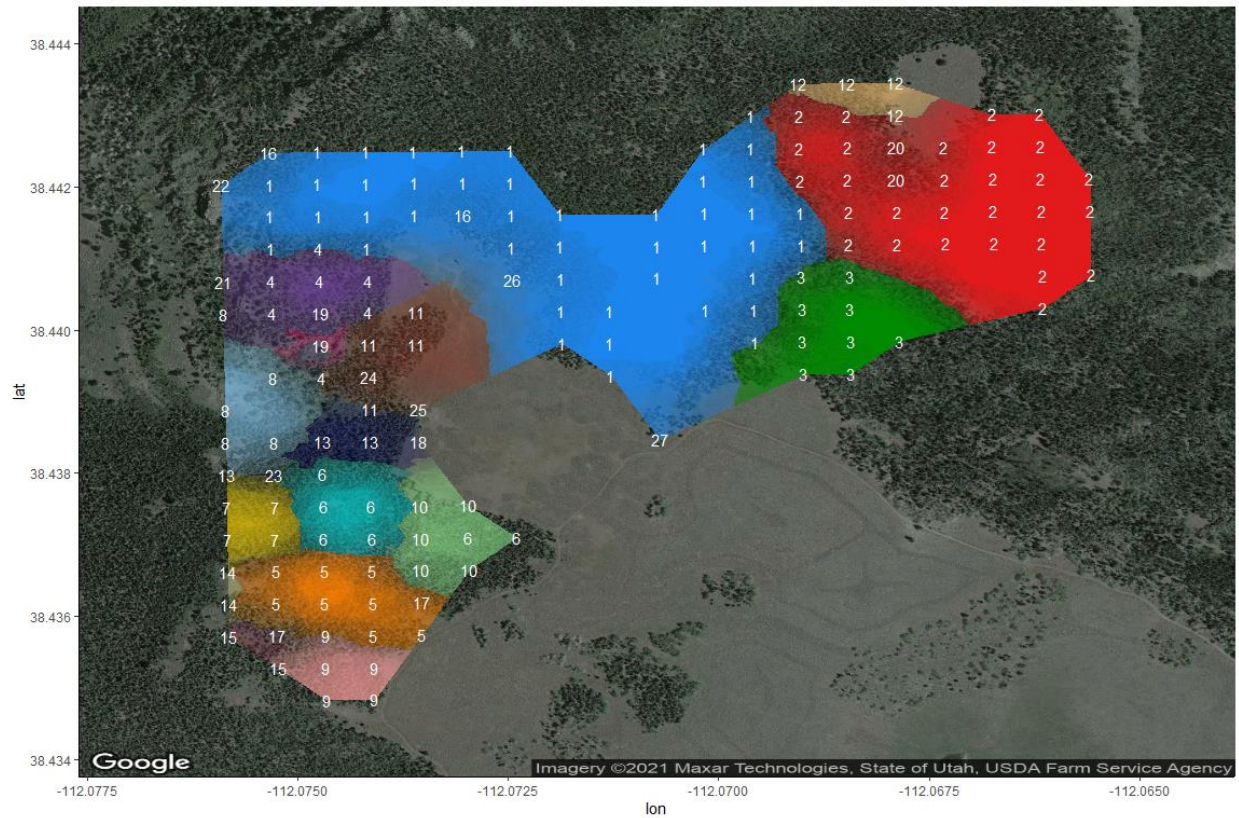 38.444
12 12 12
1 2 2 12 2 2
16 1 1 1 1 1 1 1 2 2 20 2 2 2
38.442
22 1 1 1 1 1 1 1 1 2 2 20 2 2 2 2
1 1 1 1 16 1 1 1 1 1 1 2 2 2 2 2 2
1 4 1 1 1 1 1 1 1 2 2 2 2 2
21 4 4 4 26 1 1 1 3 3 2 2
38.440
8 4 19 4 11 1 1 1 1 3 3 2
19 11 11 1 1 1 3 3 3
lat
8 4 24 1 3 3
8 11 25
8 8 13 13 18 27
38.438
13 23 6
7 7 6 6 10 10
7 7 6 6 10 6 6
14 5 5 5 10 10
38.436
14 5 5 5 17
15 17 9 5 5
15 9 9
9 9
38.434
Google
Imagery ©2021 Maxar Technologies, State of Utah, USDA Farm Service Agency
-112.0775 -112.0750 -112.0725 -112.0700 -112.0675 -112.0650
lon